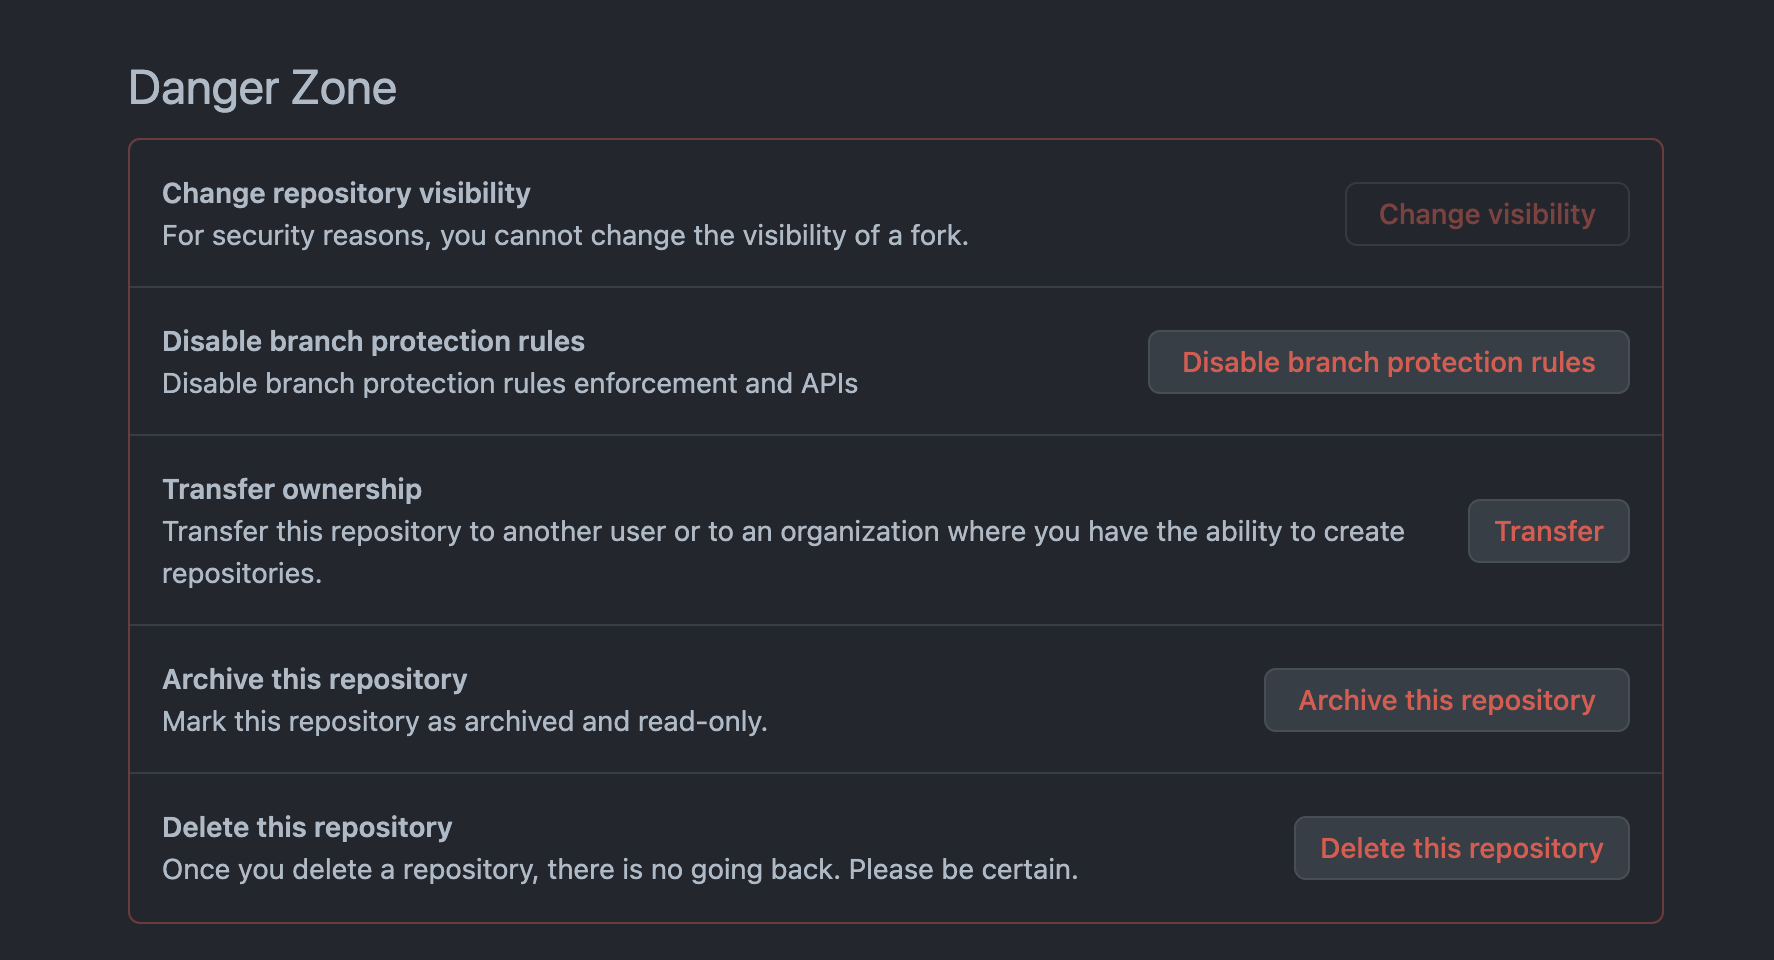 Danger Zone
Change repository visibility
For security reasons, you cannot change the visibility of a fork.
Change visibility
Disable branch protection rules
Disable branch protection rules enforcement and APIs
Disable branch protection rules
Transfer ownership
Transfer this repository to another user or to an organization where you have the ability to create
repositories.
Transfer
Archive this repository
Mark this repository as archived and read-only.
Archive this repository
Delete this repository
Once you delete a repository, there is no going back. Please be certain.
Delete this repository